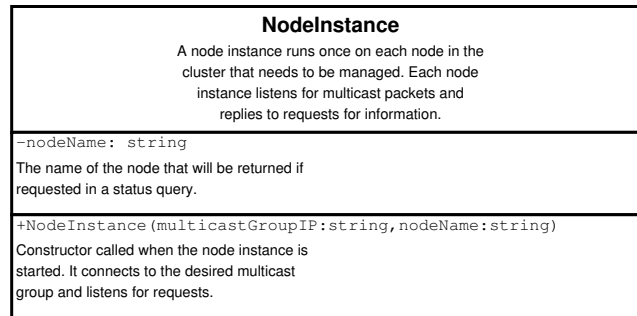 NodeInstance
A node instance runs once on each node in the
cluster that needs to be managed. Each node
instance listens for multicast packets and
replies to requests for information.
-nodeName: string
The name of the node that will be returned if
requested in a status query.
+NodeInstance(multicastGroupIP:string,nodeName:string)
Constructor called when the node instance is
started. It connects to the desired multicast
group and listens for requests.